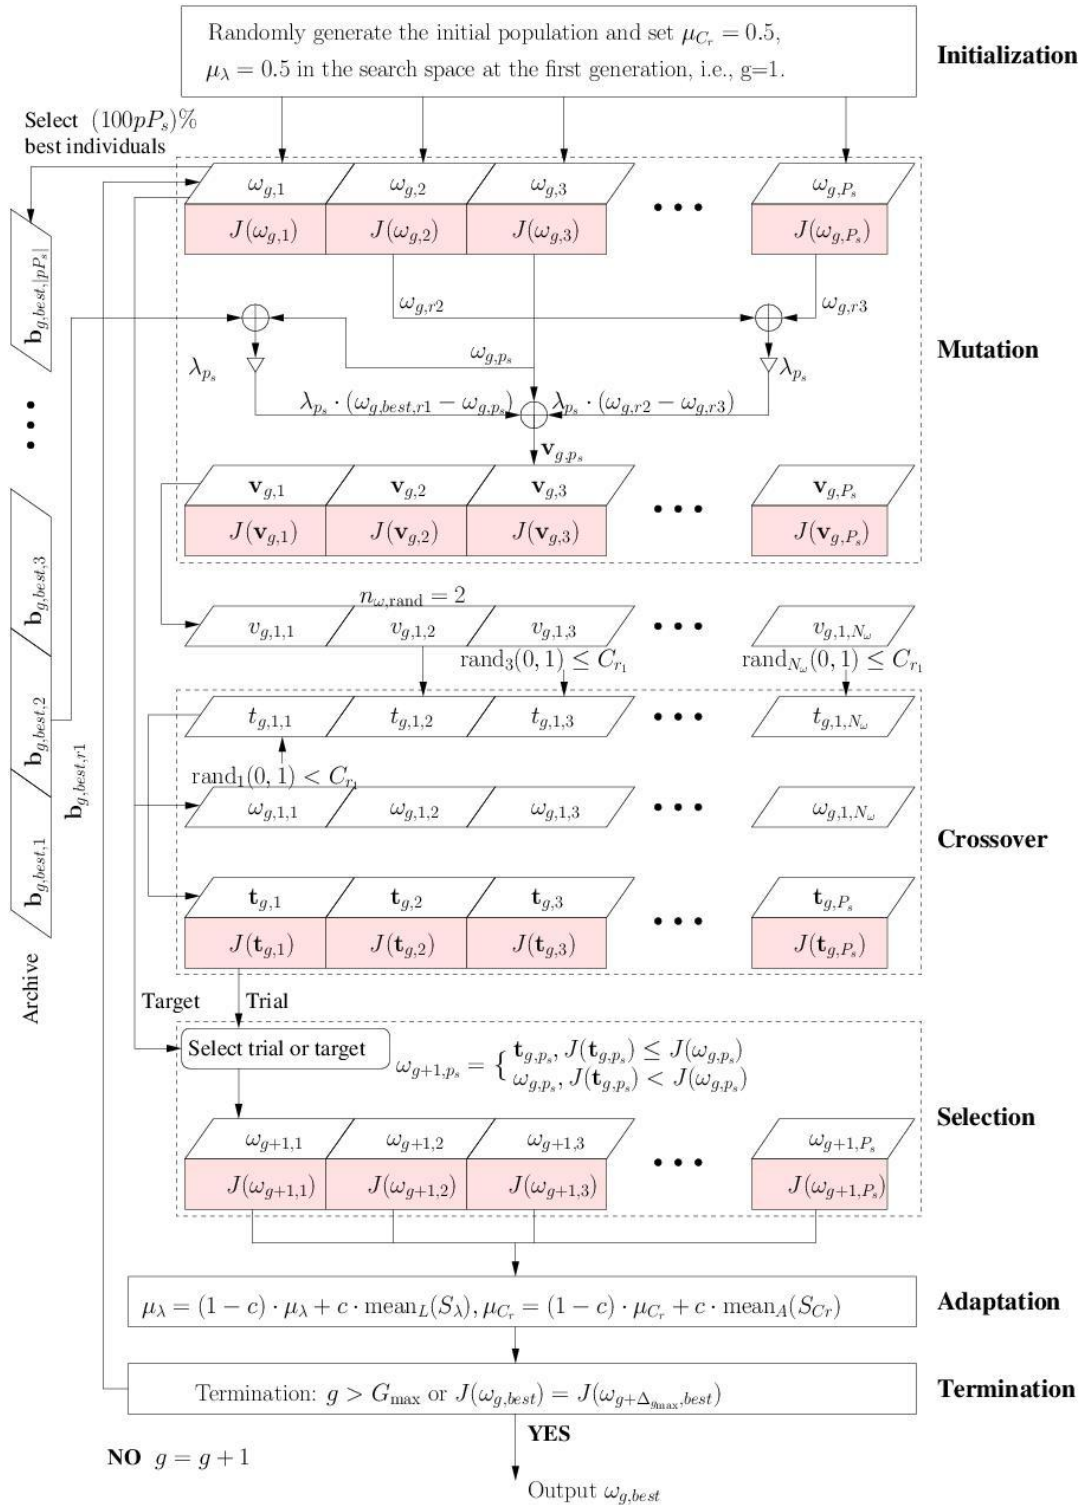 Randomly generate the initial population and set μ_{C_r} = 0.5,
μ_λ = 0.5 in the search space at the first generation, i.e., g=1.
Initialization
Select (100pP_s)%
best individuals
ω_{g,1} ω_{g,2} ω_{g,3} ••• ω_{g,P_s}
J(ω_{g,1}) J(ω_{g,2}) J(ω_{g,3}) J(ω_{g,P_s})
b_{g,best,|pP_s|}
ω_{g,r2} ω_{g,r3}
ω_{g,p_s}
Mutation
λ_{p_s} λ_{p_s}
λ_{p_s} · (ω_{g,best,r1} − ω_{g,p_s}) λ_{p_s} · (ω_{g,r2} − ω_{g,r3})
v_{g,p_s}
v_{g,1} v_{g,2} v_{g,3} ••• v_{g,P_s}
J(v_{g,1}) J(v_{g,2}) J(v_{g,3}) J(v_{g,P_s})
b_{g,best,3}
n_{ω,rand} = 2
v_{g,1,1} v_{g,1,2} v_{g,1,3} ••• v_{g,1,N_ω}
rand_3(0, 1) ≤ C_{r_1} rand_{N_ω}(0, 1) ≤ C_{r_1}
b_{g,best,2}
t_{g,1,1} t_{g,1,2} t_{g,1,3} ••• t_{g,1,N_ω}
b_{g,best,r1}
rand_1(0, 1) < C_{r_1}
ω_{g,1,1} ω_{g,1,2} ω_{g,1,3} ••• ω_{g,1,N_ω}
Crossover
b_{g,best,1}
t_{g,1} t_{g,2} t_{g,3} ••• t_{g,P_s}
J(t_{g,1}) J(t_{g,2}) J(t_{g,3}) J(t_{g,P_s})
Archive
Target Trial
Select trial or target
ω_{g+1,p_s} = { t_{g,p_s}, J(t_{g,p_s}) ≤ J(ω_{g,p_s})
ω_{g,p_s}, J(t_{g,p_s}) < J(ω_{g,p_s})
Selection
ω_{g+1,1} ω_{g+1,2} ω_{g+1,3} ••• ω_{g+1,P_s}
J(ω_{g+1,1}) J(ω_{g+1,2}) J(ω_{g+1,3}) J(ω_{g+1,P_s})
μ_λ = (1 − c) · μ_λ + c · mean_L(S_λ), μ_{C_r} = (1 − c) · μ_{C_r} + c · mean_A(S_{Cr})
Adaptation
Termination: g > G_max or J(ω_{g,best}) = J(ω_{g+Δ_{g_max},best})
Termination
YES
NO g = g + 1
Output ω_{g,best}